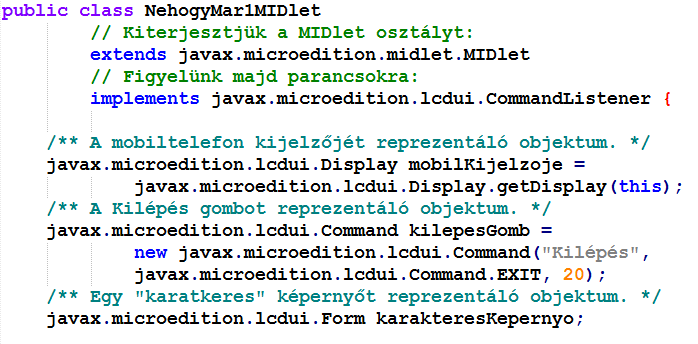 public class NehogyMar1MIDlet
// Kiterjesztjük a MIDlet osztályt:
extends javax.microedition.midlet.MIDlet
// Figyelünk majd parancsokra:
implements javax.microedition.lcdui.CommandListener {
/** A mobiltelefon kijelzőjét reprezentáló objektum. */
javax.microedition.lcdui.Display mobilKijelzoje =
javax.microedition.lcdui.Display.getDisplay(this);
/** A Kilépés gombot reprezentáló objektum. */
javax.microedition.lcdui.Command kilepesGomb =
new javax.microedition.lcdui.Command("Kilépés",
javax.microedition.lcdui.Command.EXIT, 20);
/** Egy "karatkeres" képernyőt reprezentáló objektum. */
javax.microedition.lcdui.Form karakteresKepernyo;